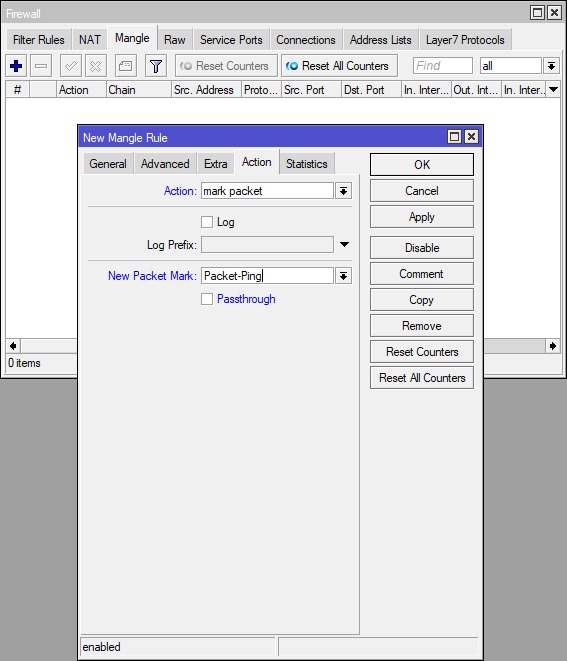 Firewall
Filter Rules NAT Mangle Raw Service Ports Connections Address Lists Layer7 Protocols
Reset Counters Reset All Counters Find all
# Action Chain Src. Address Proto... Src. Port Dst. Port In. Inter... Out. Int... In. Inter...
New Mangle Rule
General Advanced Extra Action Statistics
OK
Action: mark packet
Cancel
Log
Apply
Log Prefix:
Disable
New Packet Mark: Packet-Ping
Comment
Passthrough
Copy
Remove
Reset Counters
0 items
Reset All Counters
enabled